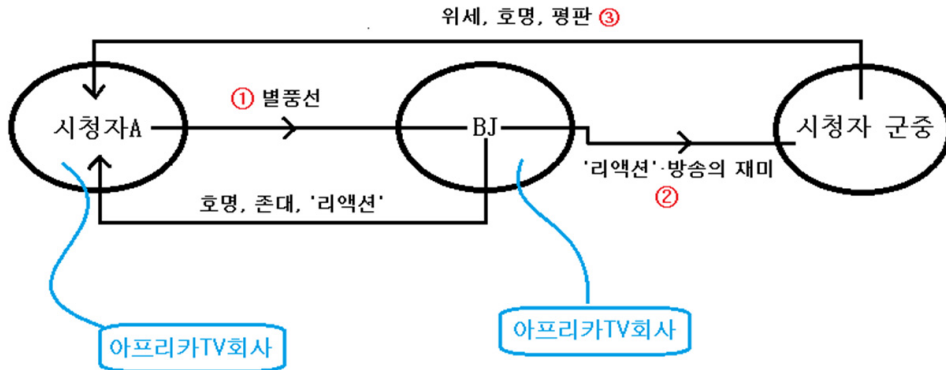 위세, 호명, 평판 ③
① 별풍선
시청자A
BJ
시청자 군중
'리액션'·방송의 재미
②
호명, 존대, '리액션'
아프리카TV회사
아프리카TV회사